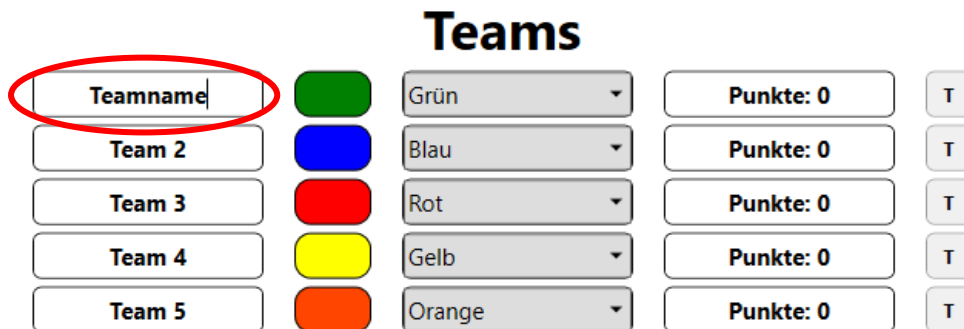 Teams
Teamname Grün Punkte: 0 T
Team 2 Blau Punkte: 0 T
Team 3 Rot Punkte: 0 T
Team 4 Gelb Punkte: 0 T
Team 5 Orange Punkte: 0 T